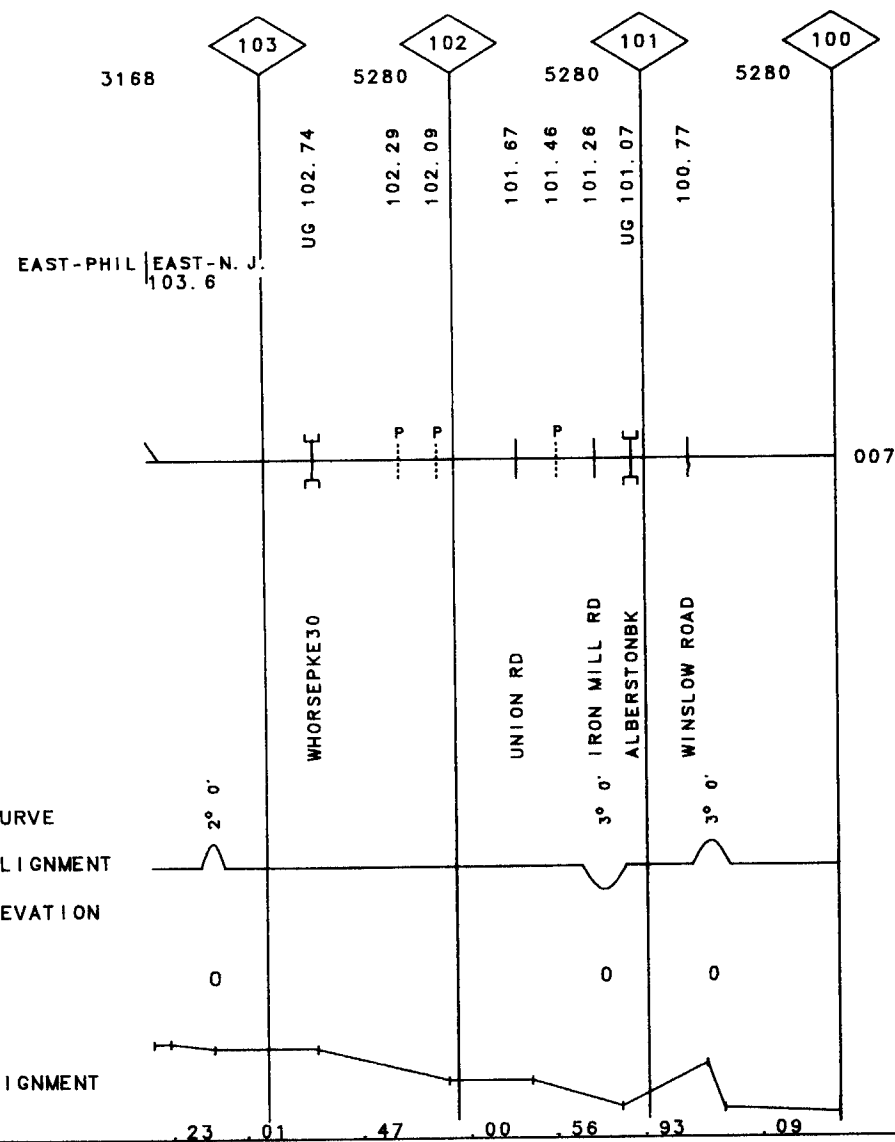 103 102 101 100
3168 5280 5280 5280
UG 102.74
102.29
102.09
101.67
101.46
101.26
UG 101.07
100.77
EAST-PHIL EAST-N.J.
103.6
P P P
007
WHORSEPKE30
UNION RD
IRON MILL RD
ALBERSTONBK
WINSLOW ROAD
URVE 2° 0' 3° 0' 3° 0'
LIGNMENT
EVATION
0 0 0
IGNMENT
.23 .01 .47 .00 .56 .93 .09